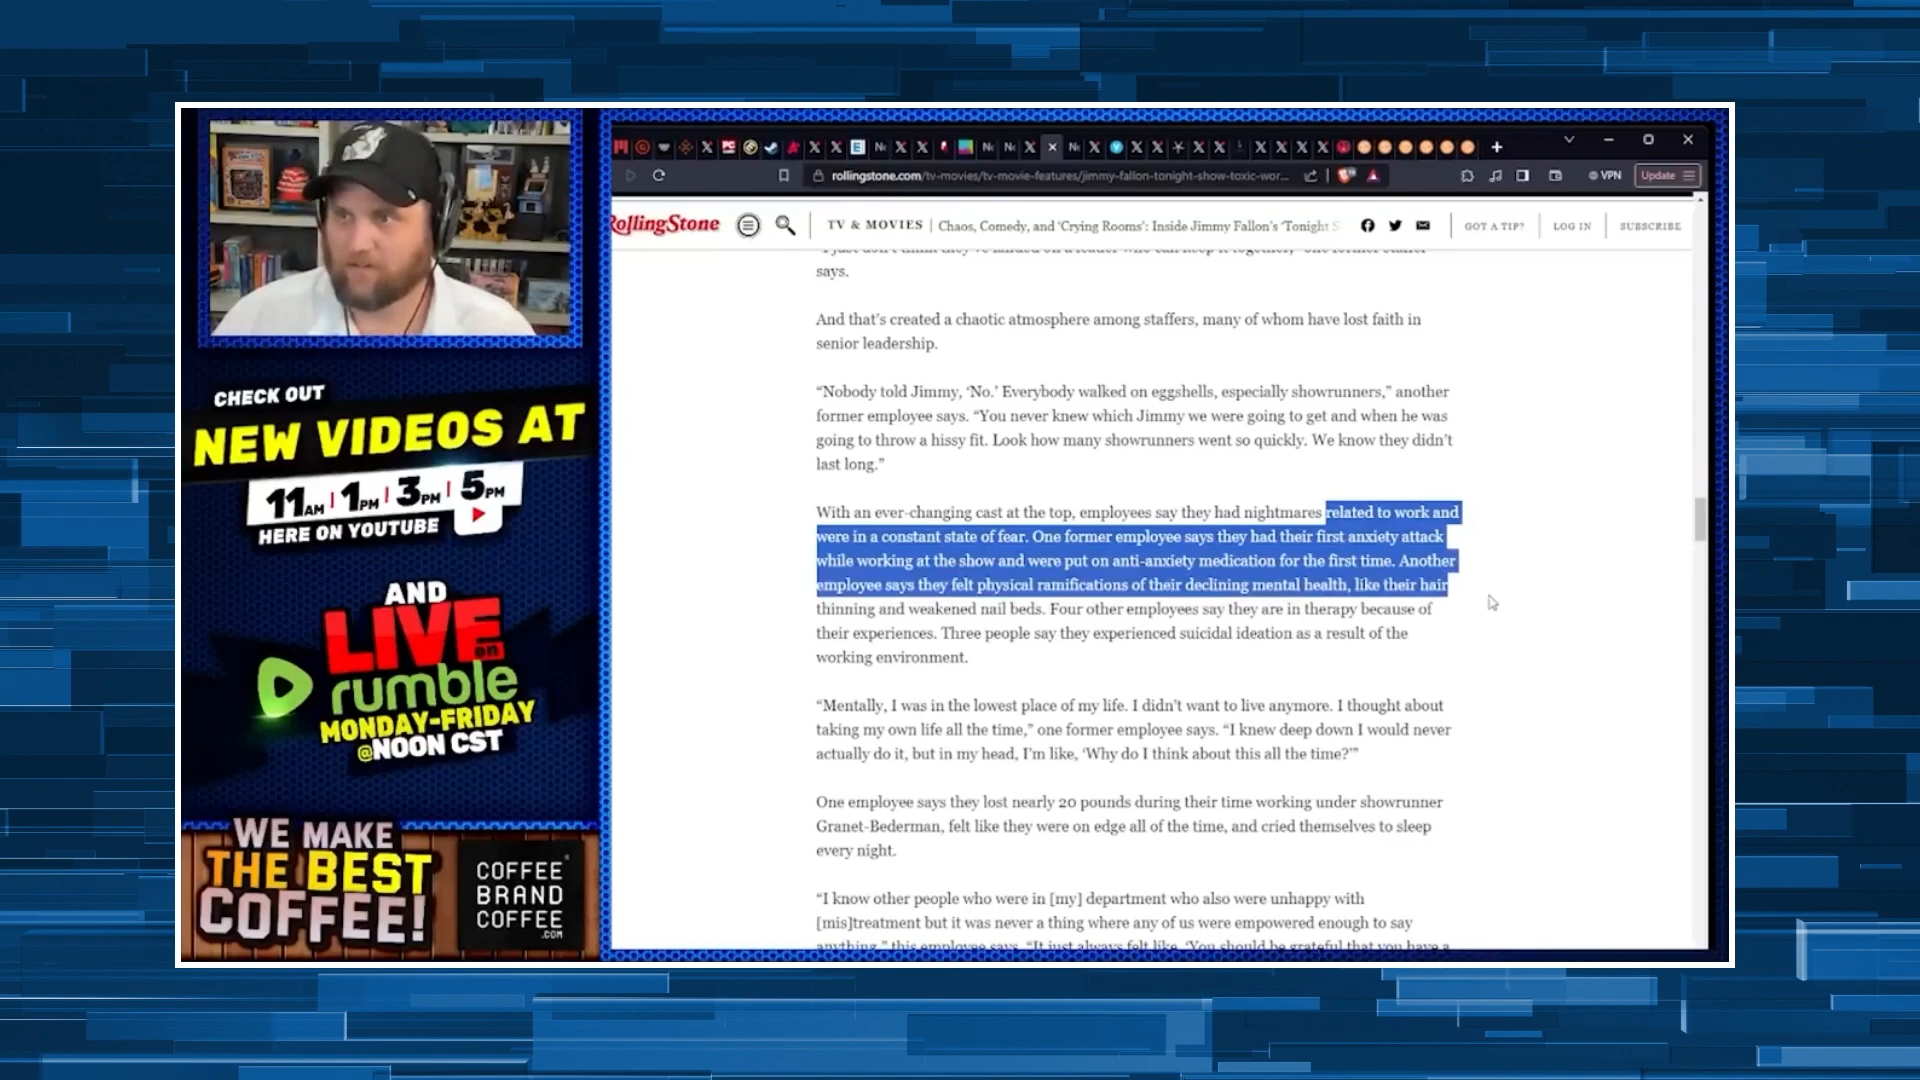 CHECK OUT
NEW VIDEOS AT
11AM | 1PM | 3PM | 5PM
HERE ON YOUTUBE
AND
LIVE on
rumble
MONDAY-FRIDAY
@NOON CST
WE MAKE
THE BEST
COFFEE!
COFFEE
BRAND
COFFEE
.COM
rollingstone.com/tv-movies/tv-movie-features/jimmy-fallon-tonight-show-toxic-wor...
VPN
Update
RollingStone
TV & MOVIES
Chaos, Comedy, and ‘Crying Rooms’: Inside Jimmy Fallon’s ‘Tonight S
GOT A TIP?
LOG IN
SUBSCRIBE
says.
And that’s created a chaotic atmosphere among staffers, many of whom have lost faith in
senior leadership.
“Nobody told Jimmy, ‘No.’ Everybody walked on eggshells, especially showrunners,” another
former employee says. “You never knew which Jimmy we were going to get and when he was
going to throw a hissy fit. Look how many showrunners went so quickly. We know they didn’t
last long.”
With an ever-changing cast at the top, employees say they had nightmares related to work and
were in a constant state of fear. One former employee says they had their first anxiety attack
while working at the show and were put on anti-anxiety medication for the first time. Another
employee says they felt physical ramifications of their declining mental health, like their hair
thinning and weakened nail beds. Four other employees say they are in therapy because of
their experiences. Three people say they experienced suicidal ideation as a result of the
working environment.
“Mentally, I was in the lowest place of my life. I didn’t want to live anymore. I thought about
taking my own life all the time,” one former employee says. “I knew deep down I would never
actually do it, but in my head, I’m like, ‘Why do I think about this all the time?’”
One employee says they lost nearly 20 pounds during their time working under showrunner
Granet-Bederman, felt like they were on edge all of the time, and cried themselves to sleep
every night.
“I know other people who were in [my] department who also were unhappy with
[mis]treatment but it was never a thing where any of us were empowered enough to say
anything,” this employee says. “It just always felt like, ‘You should be grateful that you have a